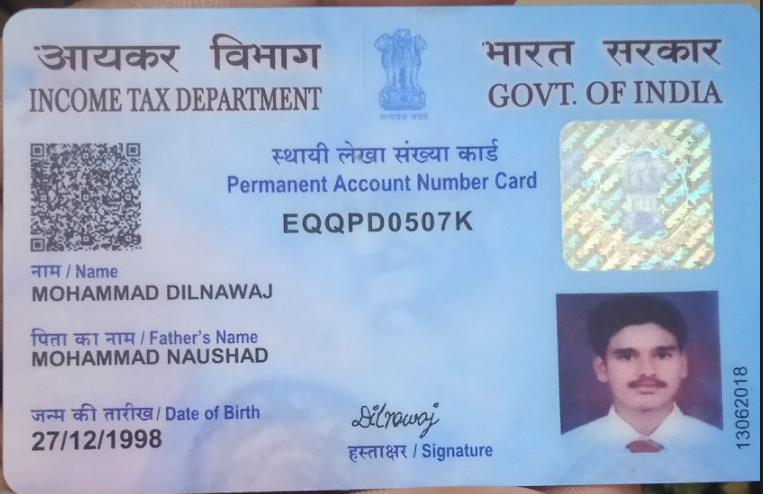 आयकर विभाग
INCOME TAX DEPARTMENT
सत्यमेव जयते
भारत सरकार
GOVT. OF INDIA
स्थायी लेखा संख्या कार्ड
Permanent Account Number Card
EQQPD0507K
नाम / Name
MOHAMMAD DILNAWAJ
पिता का नाम / Father's Name
MOHAMMAD NAUSHAD
जन्म की तारीख / Date of Birth
27/12/1998
Dilnawaj
हस्ताक्षर / Signature
13062018